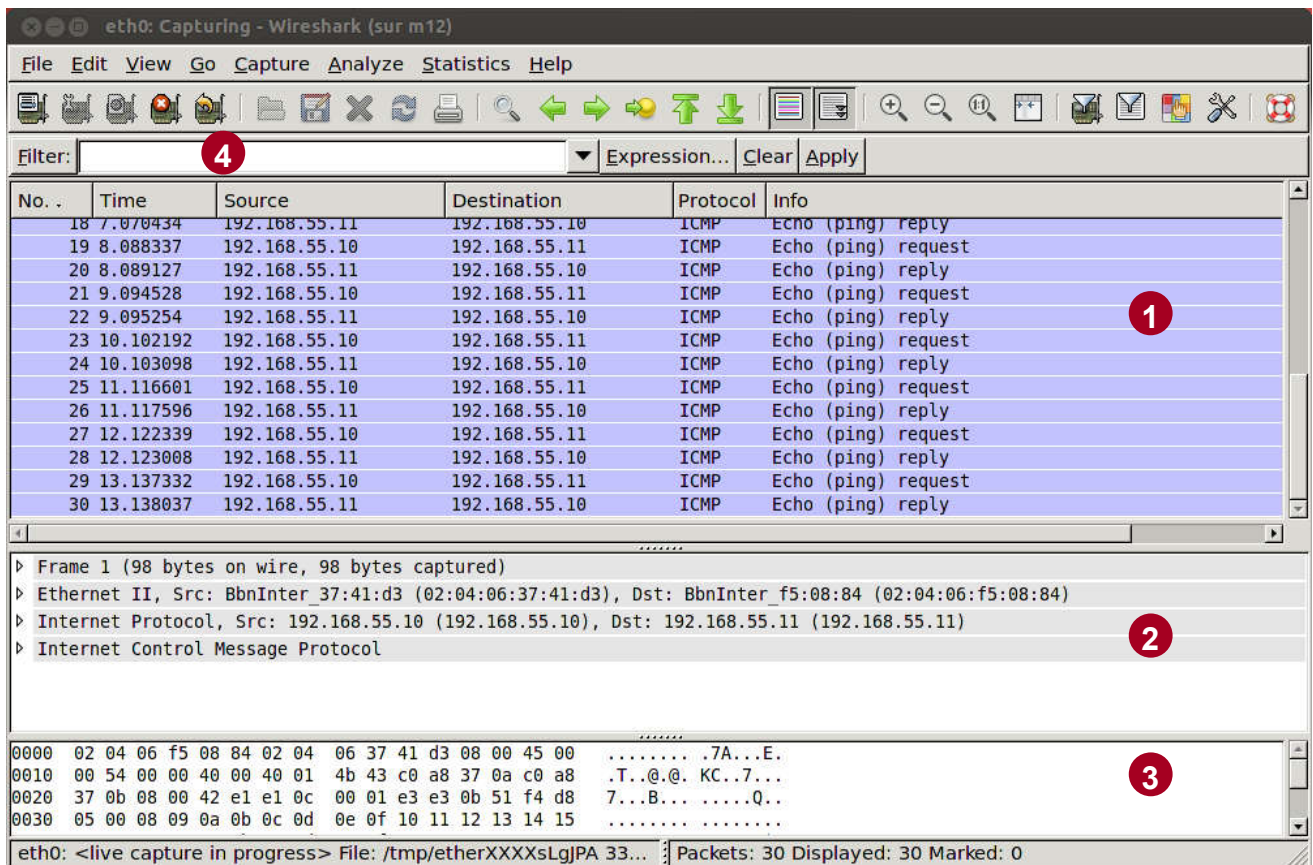 eth0: Capturing - Wireshark (sur m12)
File Edit View Go Capture Analyze Statistics Help
Filter: 4 Expression... Clear Apply
No. . Time Source Destination Protocol Info
18 7.070434 192.168.55.11 192.168.55.10 ICMP Echo (ping) reply
19 8.088337 192.168.55.10 192.168.55.11 ICMP Echo (ping) request
20 8.089127 192.168.55.11 192.168.55.10 ICMP Echo (ping) reply
21 9.094528 192.168.55.10 192.168.55.11 ICMP Echo (ping) request
22 9.095254 192.168.55.11 192.168.55.10 ICMP Echo (ping) reply
1
23 10.102192 192.168.55.10 192.168.55.11 ICMP Echo (ping) request
24 10.103098 192.168.55.11 192.168.55.10 ICMP Echo (ping) reply
25 11.116601 192.168.55.10 192.168.55.11 ICMP Echo (ping) request
26 11.117596 192.168.55.11 192.168.55.10 ICMP Echo (ping) reply
27 12.122339 192.168.55.10 192.168.55.11 ICMP Echo (ping) request
28 12.123008 192.168.55.11 192.168.55.10 ICMP Echo (ping) reply
29 13.137332 192.168.55.10 192.168.55.11 ICMP Echo (ping) request
30 13.138037 192.168.55.11 192.168.55.10 ICMP Echo (ping) reply
Frame 1 (98 bytes on wire, 98 bytes captured)
Ethernet II, Src: BbnInter_37:41:d3 (02:04:06:37:41:d3), Dst: BbnInter_f5:08:84 (02:04:06:f5:08:84)
Internet Protocol, Src: 192.168.55.10 (192.168.55.10), Dst: 192.168.55.11 (192.168.55.11)
2
Internet Control Message Protocol
0000 02 04 06 f5 08 84 02 04 06 37 41 d3 08 00 45 00 ........ .7A...E.
0010 00 54 00 00 40 00 40 01 4b 43 c0 a8 37 0a c0 a8 .T..@.@. KC..7...
3
0020 37 0b 08 00 42 e1 e1 0c 00 01 e3 e3 0b 51 f4 d8 7...B... .....Q..
0030 05 00 08 09 0a 0b 0c 0d 0e 0f 10 11 12 13 14 15 ........ ........
eth0: <live capture in progress> File: /tmp/etherXXXXsLgJPA 33... Packets: 30 Displayed: 30 Marked: 0